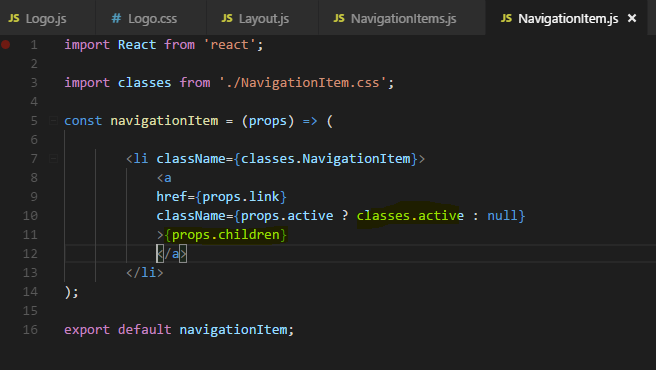 JS Logo.js # Logo.css JS Layout.js JS NavigationItems.js JS NavigationItem.js ×
1 import React from 'react';
2
3 import classes from './NavigationItem.css';
4
5 const navigationItem = (props) => (
6
7 <li className={classes.NavigationItem}>
8 <a
9 href={props.link}
10 className={props.active ? classes.active : null}
11 >{props.children}
12 </a>
13 </li>
14 );
15
16 export default navigationItem;